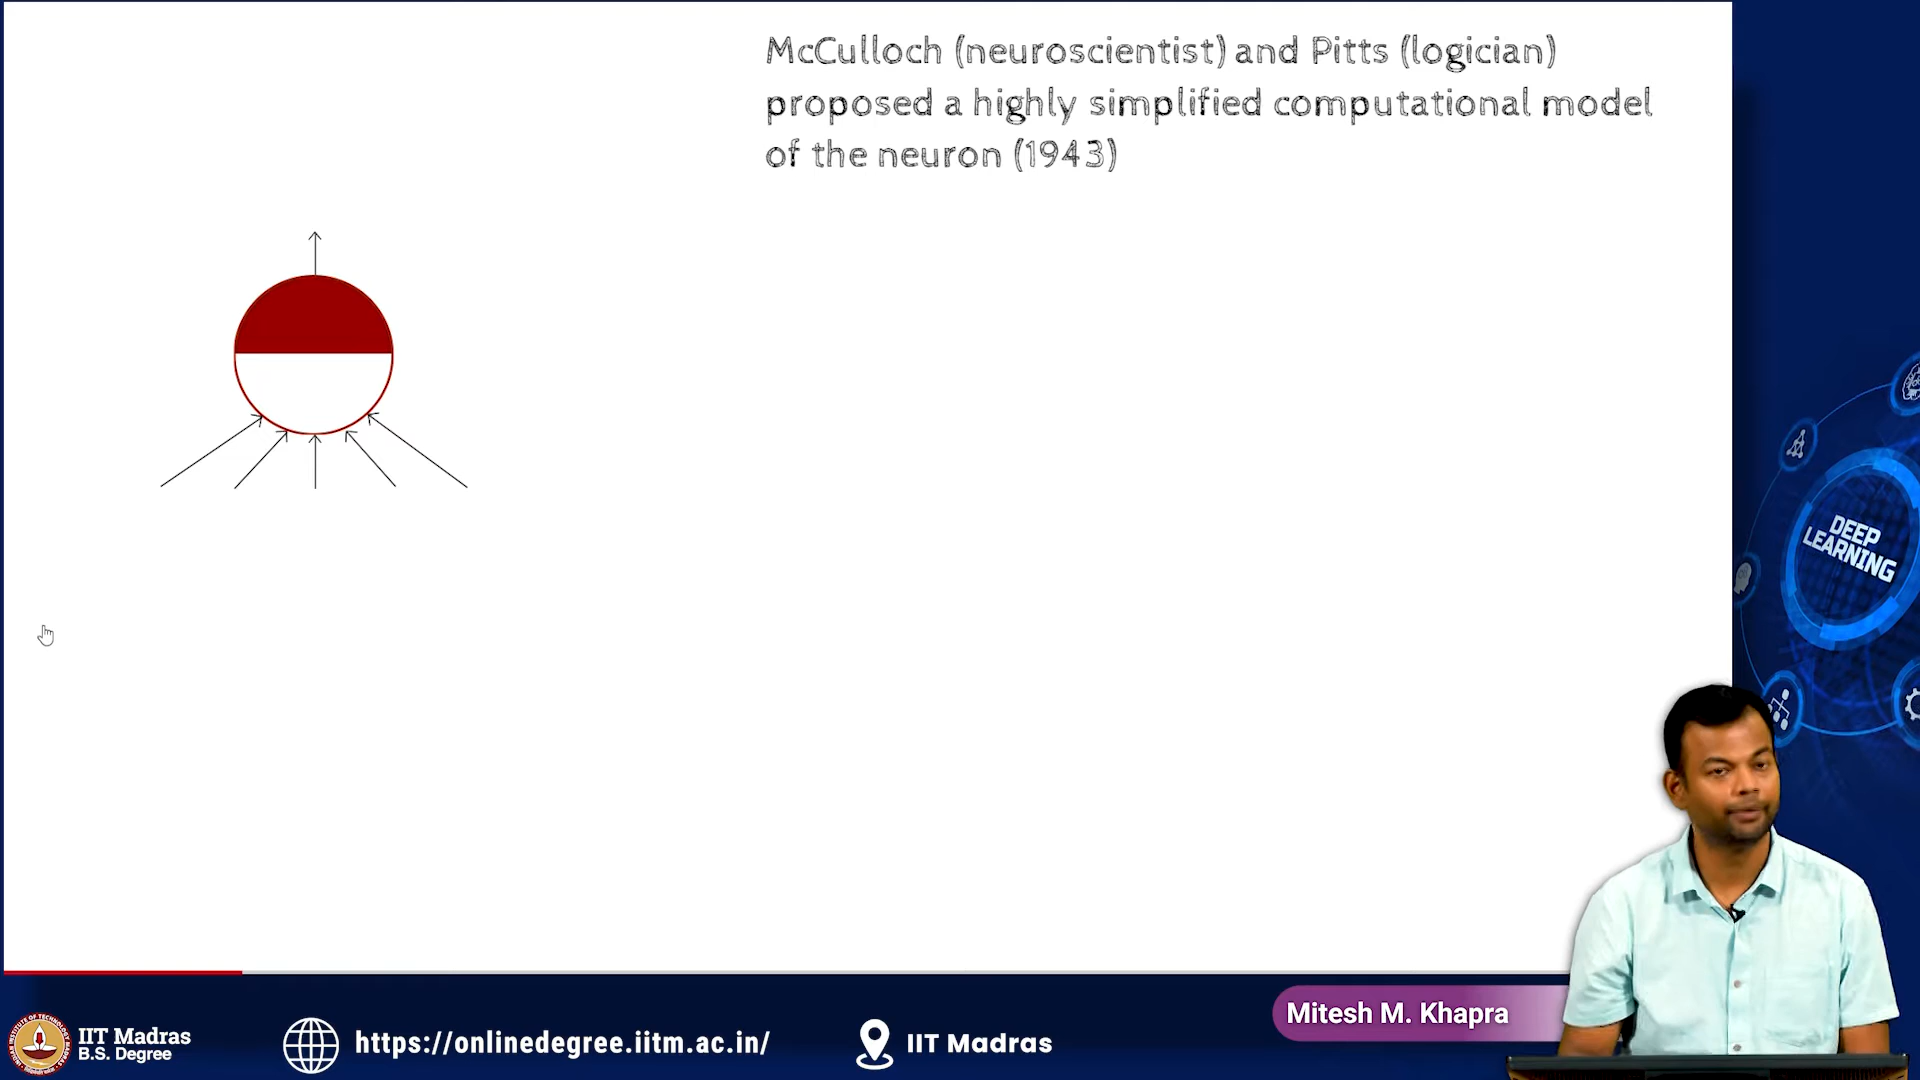 McCulloch (neuroscientist) and Pitts (logician)
proposed a highly simplified computational model
of the neuron (1943)
DEEP
LEARNING
Mitesh M. Khapra
IIT Madras
B.S. Degree
https://onlinedegree.iitm.ac.in/
IIT Madras